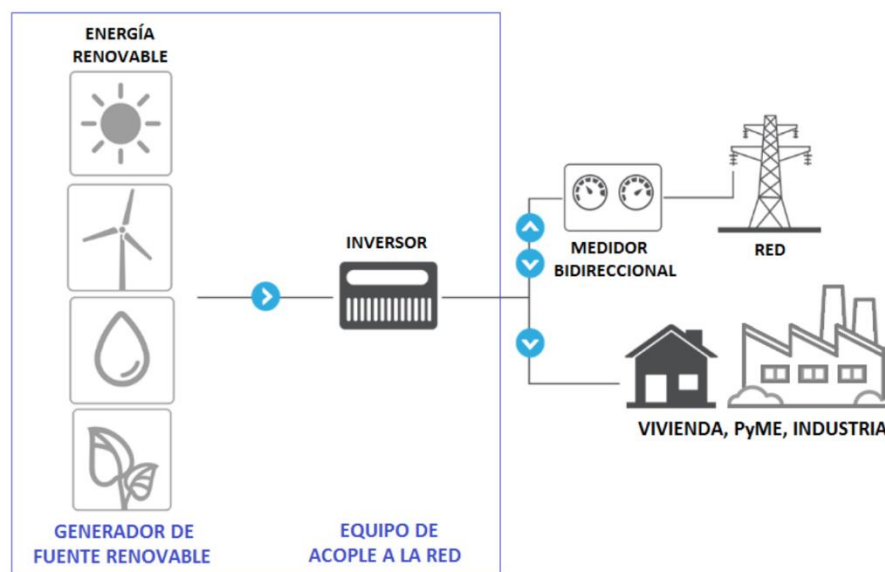 ENERGÍA
RENOVABLE
INVERSOR
MEDIDOR
BIDIRECCIONAL
RED
VIVIENDA, PyME, INDUSTRIA
GENERADOR DE
FUENTE RENOVABLE
EQUIPO DE
ACOPLE A LA RED